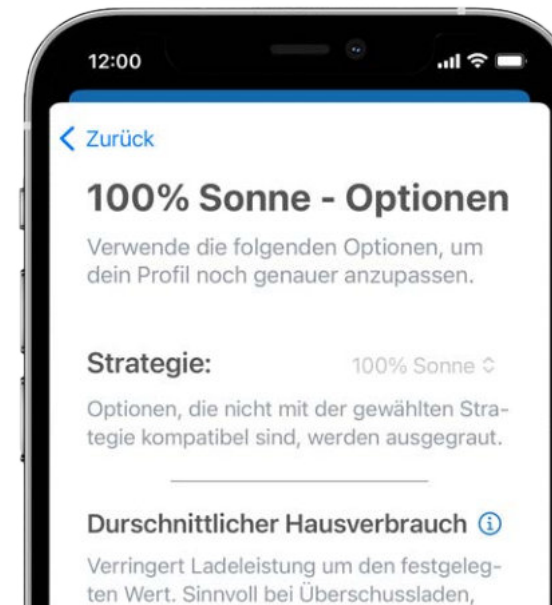 12:00
Zurück
100% Sonne - Optionen
Verwende die folgenden Optionen, um
dein Profil noch genauer anzupassen.
Strategie: 100% Sonne
Optionen, die nicht mit der gewählten Stra-
tegie kompatibel sind, werden ausgegraut.
Durschnittlicher Hausverbrauch
Verringert Ladeleistung um den festgeleg-
ten Wert. Sinnvoll bei Überschussladen,